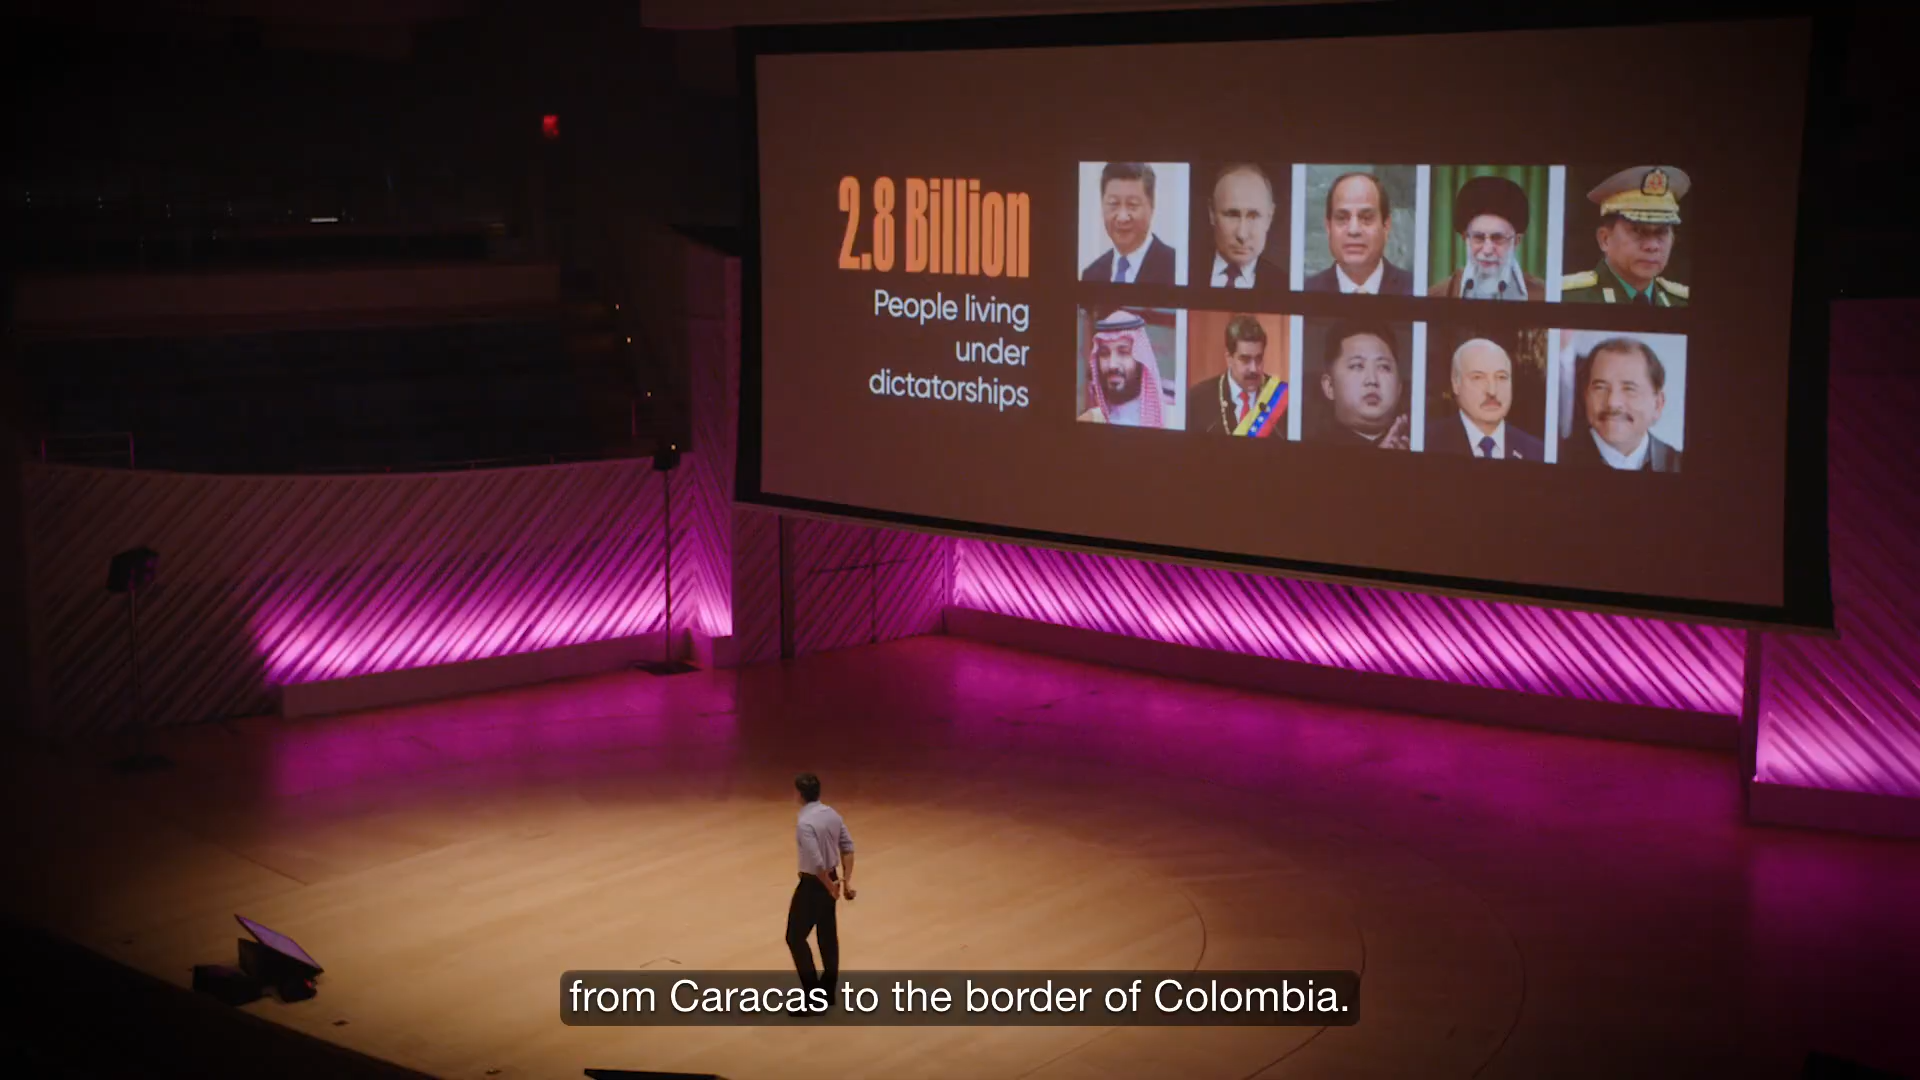 2.8 Billion
People living
under
dictatorships
from Caracas to the border of Colombia.